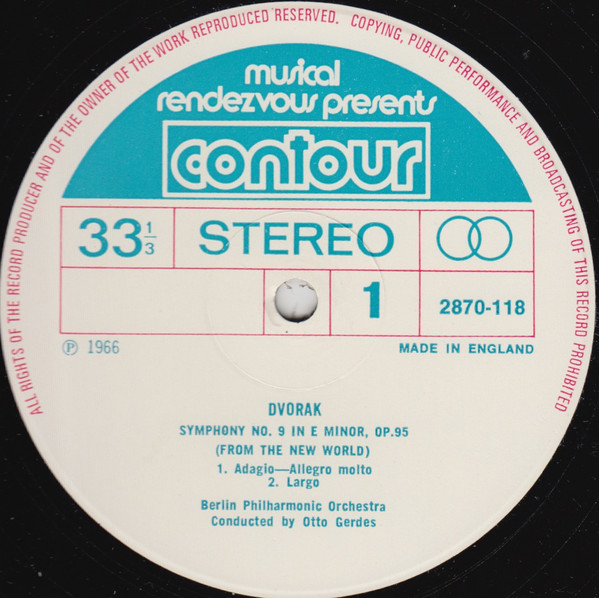 ALL RIGHTS OF THE RECORD PRODUCER AND OF THE OWNER OF THE WORK REPRODUCED RESERVED. COPYING, PUBLIC PERFORMANCE AND BROADCASTING OF THIS RECORD PROHIBITED
musical
rendezvous presents
contour
33 1/3 STEREO
1 2870-118
Ⓟ 1966 MADE IN ENGLAND
DVORAK
SYMPHONY NO. 9 IN E MINOR, OP.95
(FROM THE NEW WORLD)
1. Adagio—Allegro molto
2. Largo
Berlin Philharmonic Orchestra
Conducted by Otto Gerdes